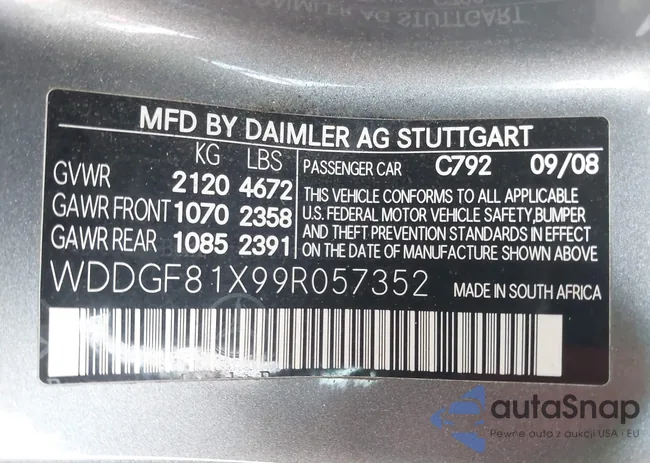 MFD BY DAIMLER AG STUTTGART
KG LBS
GVWR 2120 4672
GAWR FRONT 1070 2358
GAWR REAR 1085 2391
PASSENGER CAR C792 09/08
THIS VEHICLE CONFORMS TO ALL APPLICABLE
U.S. FEDERAL MOTOR VEHICLE SAFETY,BUMPER
AND THEFT PREVENTION STANDARDS IN EFFECT
ON THE DATE OF MANUFACTURE SHOWN ABOVE
WDDGF81X99R057352 MADE IN SOUTH AFRICA
autaSnap
Pewne auta z aukcji USA - EU